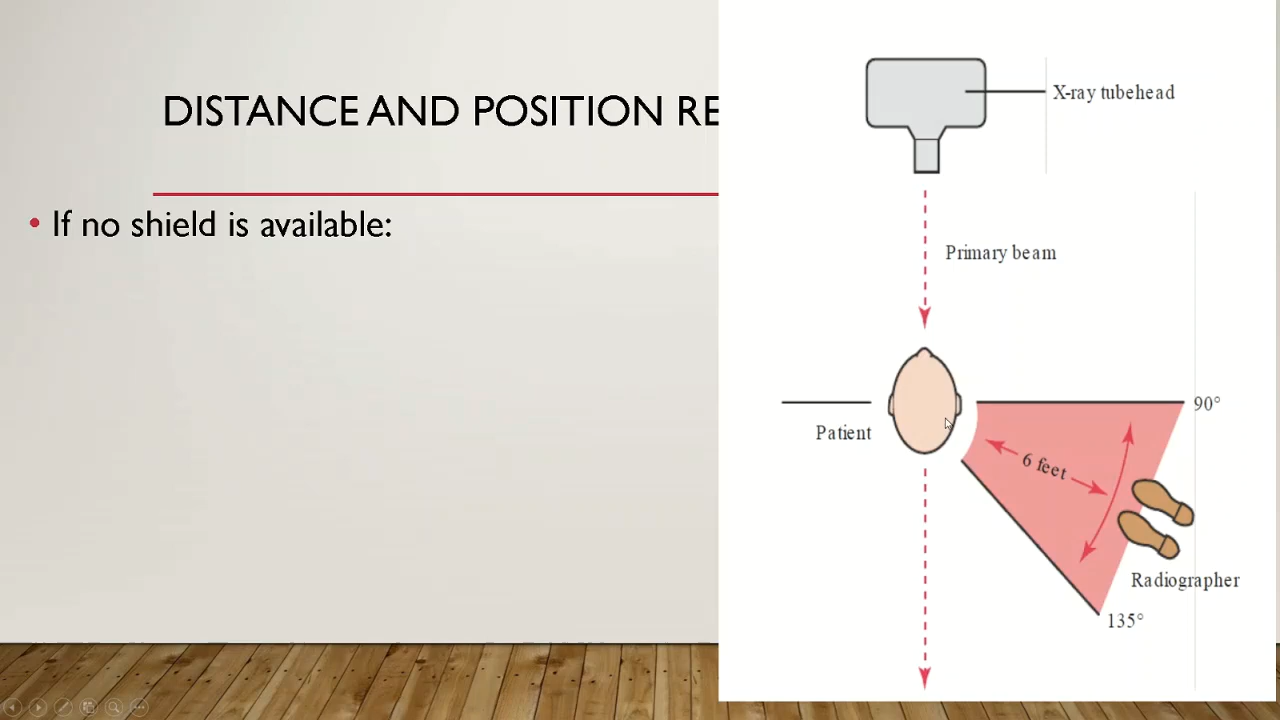 DISTANCE AND POSITION RE
• If no shield is available:
X-ray tubehead
Primary beam
90°
Patient
6 feet
Radiographer
135°